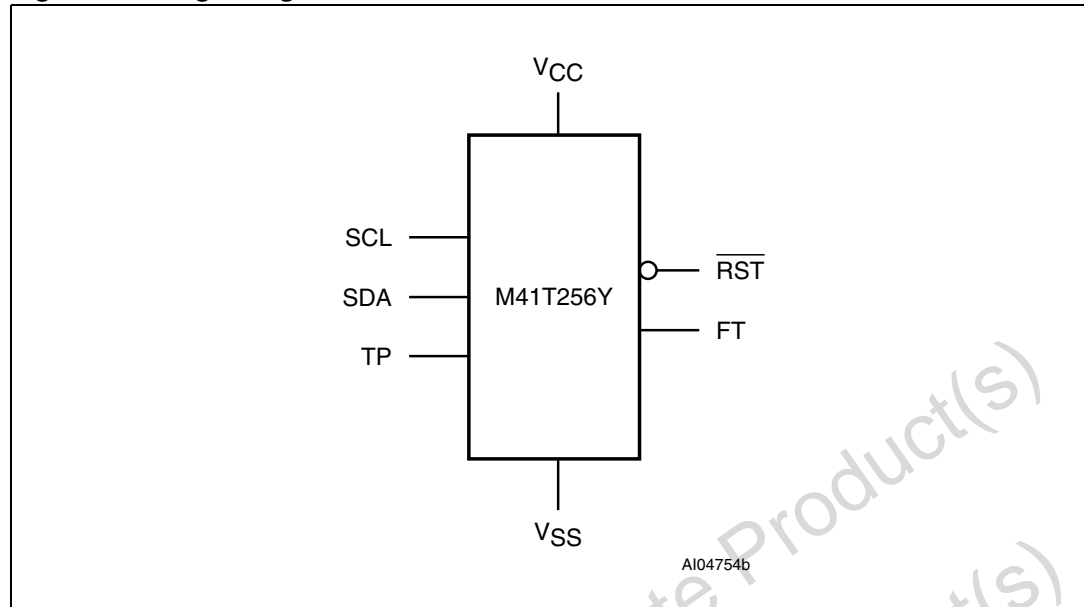 VCC
SCL
SDA
TP
M41T256Y
RST
FT
VSS
AI04754b
Product(s)